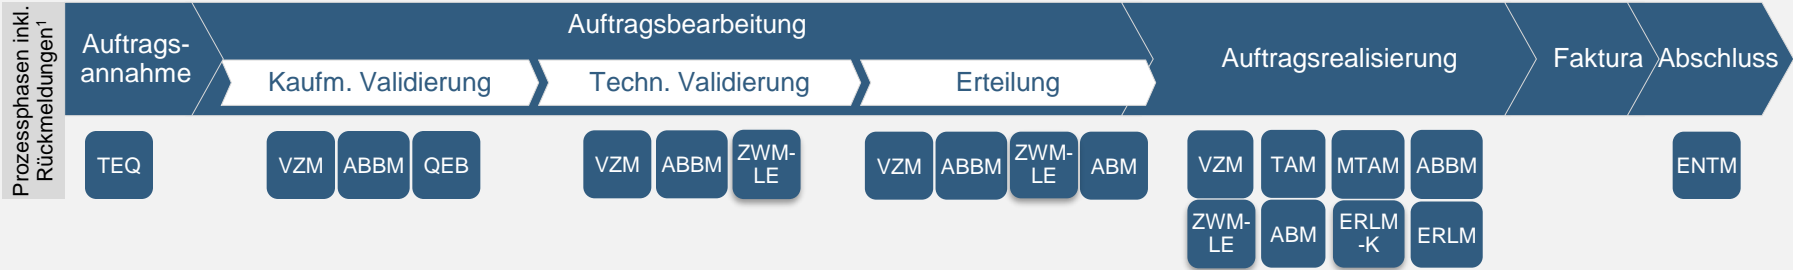 Prozessphasen inkl.
Rückmeldungen¹
Auftrags-
annahme
Auftragsbearbeitung
Kaufm. Validierung
Techn. Validierung
Erteilung
Auftragsrealisierung
Faktura
Abschluss
TEQ
VZM
ABBM
QEB
VZM
ABBM
ZWM-
LE
VZM
ABBM
ZWM-
LE
ABM
VZM
TAM
MTAM
ABBM
ZWM-
LE
ABM
ERLM
-K
ERLM
ENTM